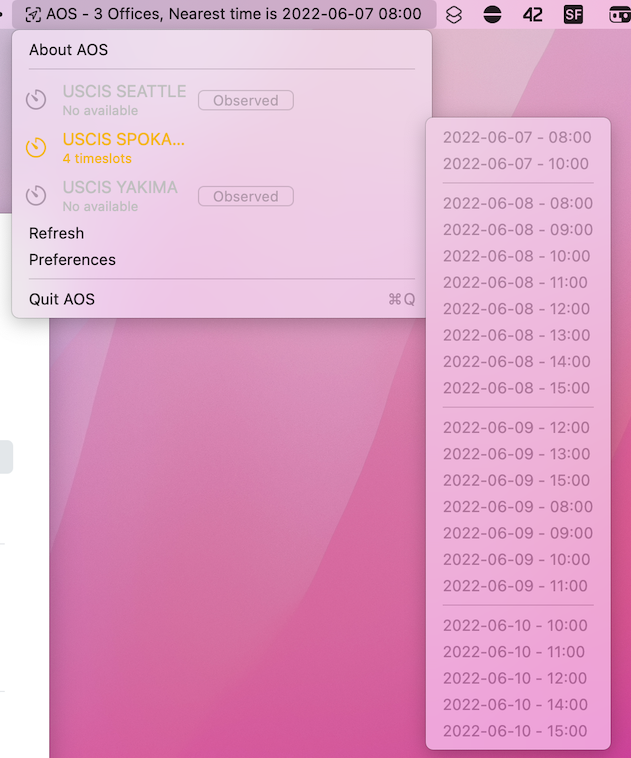 AOS - 3 Offices, Nearest time is 2022-06-07 08:00
42
SF
About AOS
USCIS SEATTLE
No available
Observed
USCIS SPOKA...
4 timeslots
USCIS YAKIMA
No available
Observed
Refresh
Preferences
Quit AOS ⌘Q
2022-06-07 - 08:00
2022-06-07 - 10:00
2022-06-08 - 08:00
2022-06-08 - 09:00
2022-06-08 - 10:00
2022-06-08 - 11:00
2022-06-08 - 12:00
2022-06-08 - 13:00
2022-06-08 - 14:00
2022-06-08 - 15:00
2022-06-09 - 12:00
2022-06-09 - 13:00
2022-06-09 - 15:00
2022-06-09 - 08:00
2022-06-09 - 09:00
2022-06-09 - 10:00
2022-06-09 - 11:00
2022-06-10 - 10:00
2022-06-10 - 11:00
2022-06-10 - 12:00
2022-06-10 - 14:00
2022-06-10 - 15:00